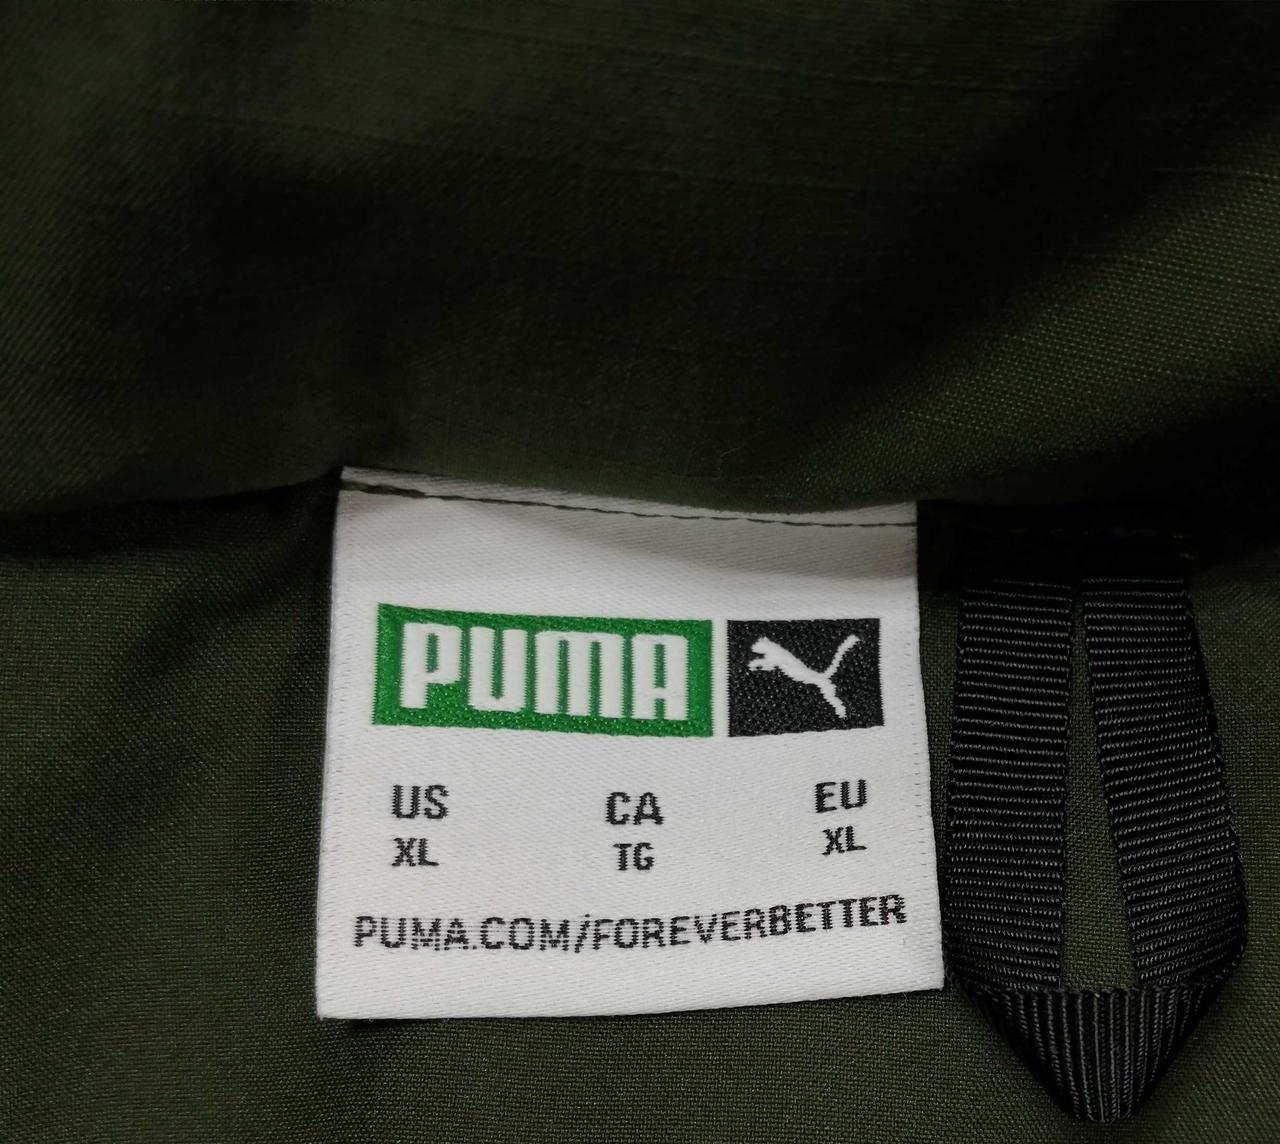 PUMA
US CA EU
XL TG XL
PUMA.COM/FOREVERBETTER